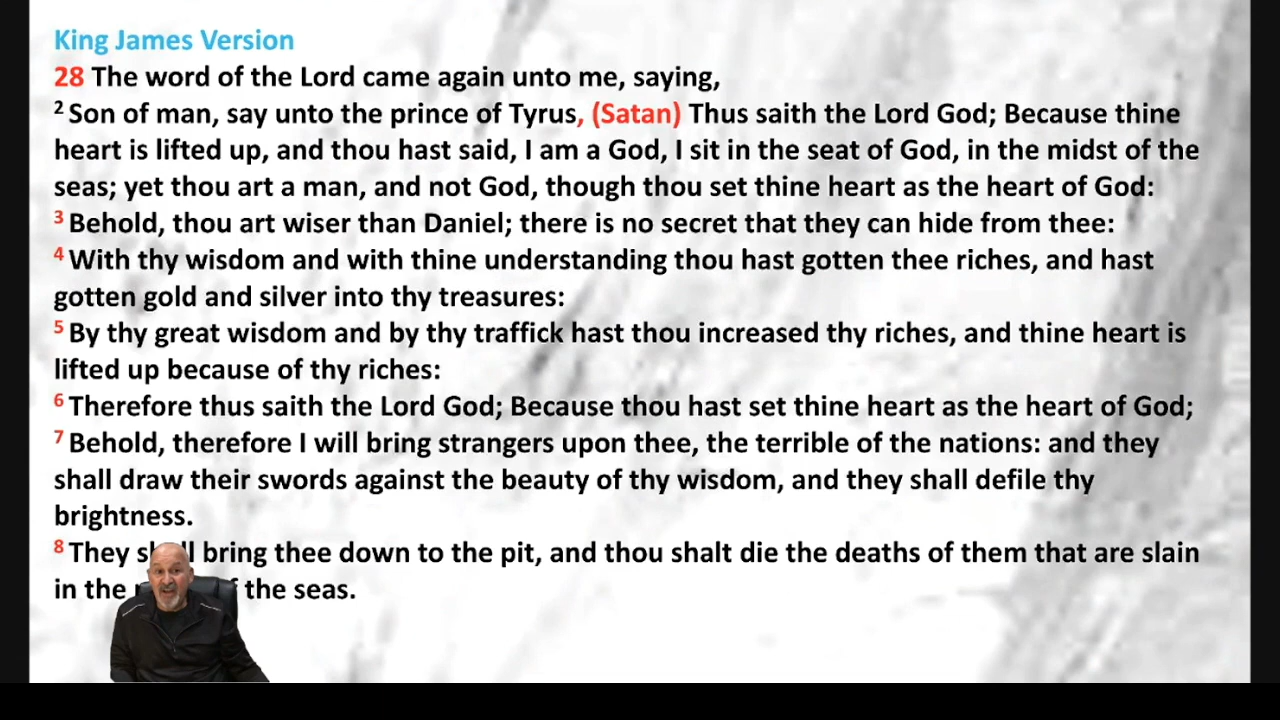 King James Version
28 The word of the Lord came again unto me, saying,
2 Son of man, say unto the prince of Tyrus, (Satan) Thus saith the Lord God; Because thine
heart is lifted up, and thou hast said, I am a God, I sit in the seat of God, in the midst of the
seas; yet thou art a man, and not God, though thou set thine heart as the heart of God:
3 Behold, thou art wiser than Daniel; there is no secret that they can hide from thee:
4 With thy wisdom and with thine understanding thou hast gotten thee riches, and hast
gotten gold and silver into thy treasures:
5 By thy great wisdom and by thy traffick hast thou increased thy riches, and thine heart is
lifted up because of thy riches:
6 Therefore thus saith the Lord God; Because thou hast set thine heart as the heart of God;
7 Behold, therefore I will bring strangers upon thee, the terrible of the nations: and they
shall draw their swords against the beauty of thy wisdom, and they shall defile thy
brightness.
8 They bring thee down to the pit, and thou shalt die the deaths of them that are slain
in the the seas.